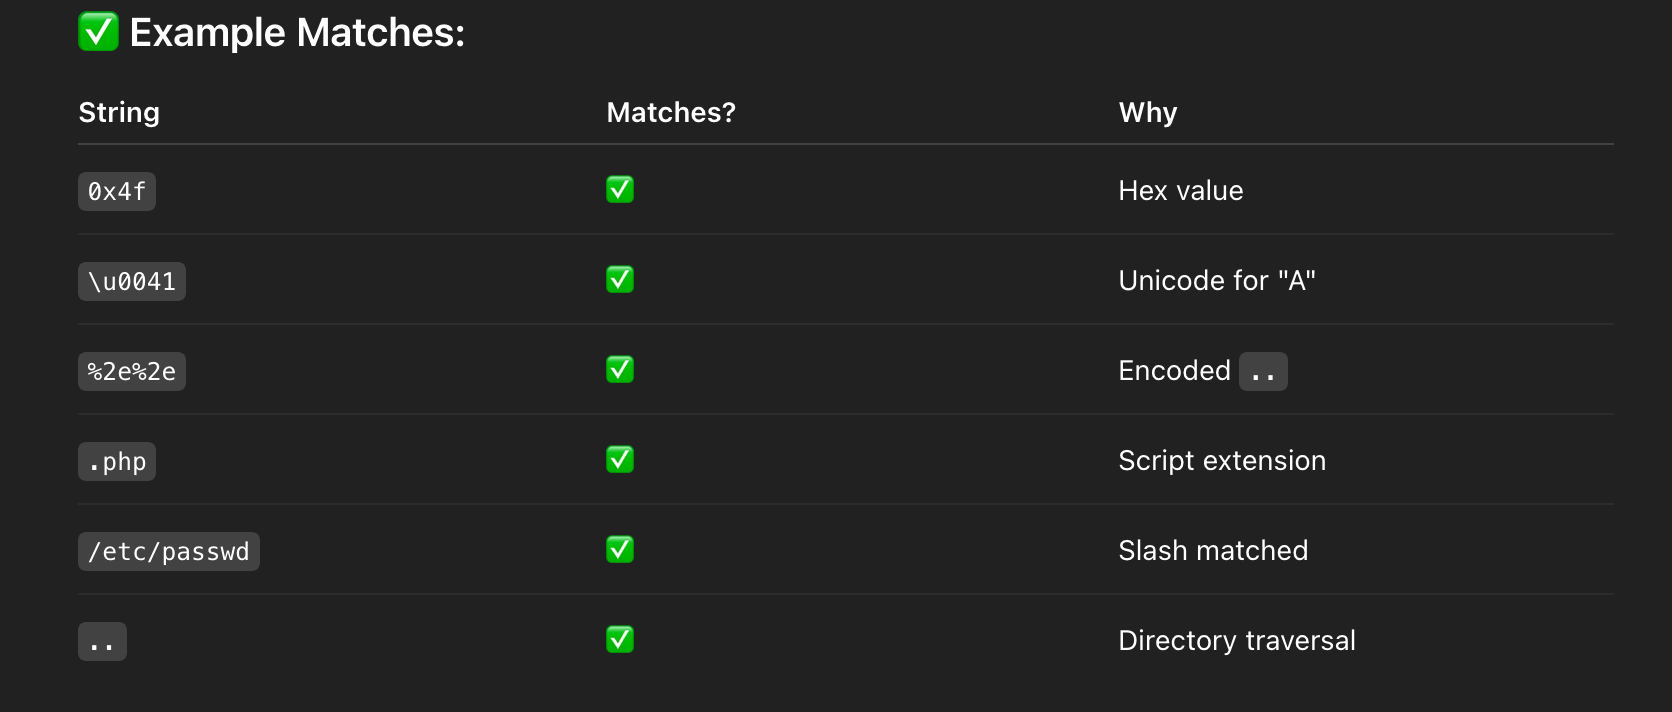 ✅ Example Matches:
String Matches? Why
0x4f ✅ Hex value
\u0041 ✅ Unicode for "A"
%2e%2e ✅ Encoded ..
.php ✅ Script extension
/etc/passwd ✅ Slash matched
.. ✅ Directory traversal